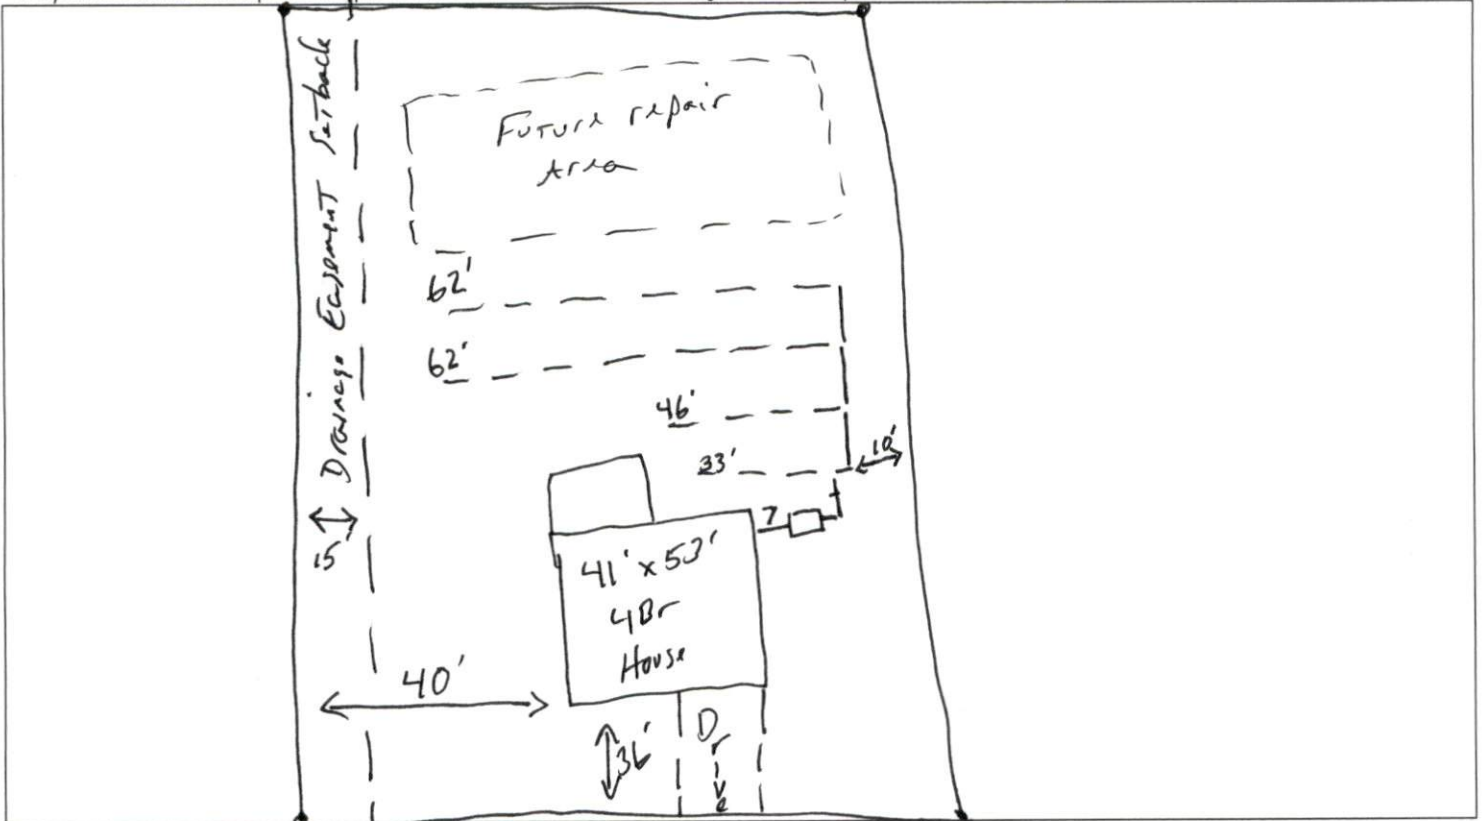 Drainage Easement Setback
Future repair
Area
62'
62'
46'
33'
10'
7
15'
41' x 53'
4Br
House
40'
36'
Drive